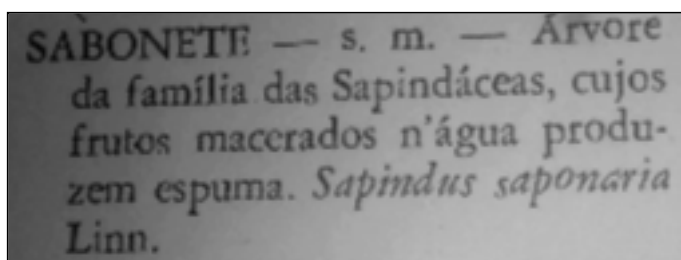 SABONETE — s. m. — Árvore
da família das Sapindáceas, cujos
frutos macerados n'água produ-
zem espuma. Sapindus saponaria
Linn.